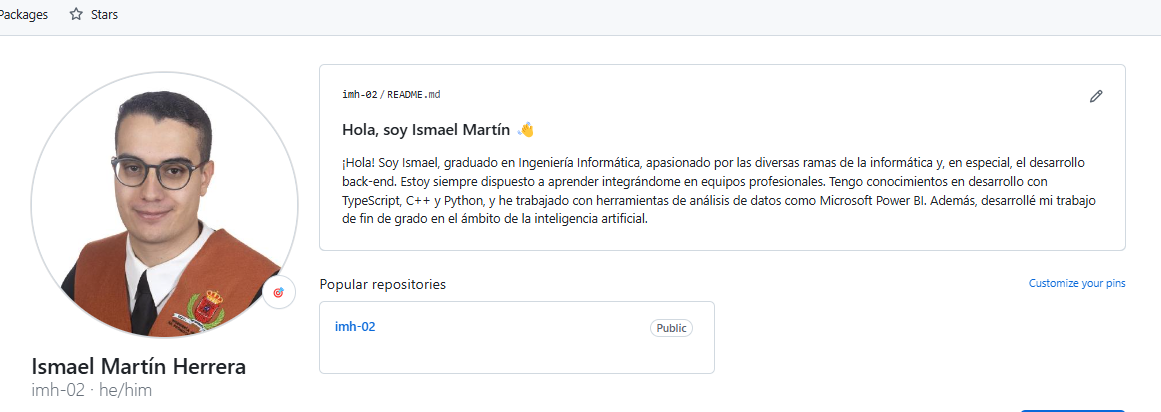 Packages Stars
imh-02/README.md
Hola, soy Ismael Martín 👋
¡Hola! Soy Ismael, graduado en Ingeniería Informática, apasionado por las diversas ramas de la informática y, en especial, el desarrollo
back-end. Estoy siempre dispuesto a aprender integrándome en equipos profesionales. Tengo conocimientos en desarrollo con
TypeScript, C++ y Python, y he trabajado con herramientas de análisis de datos como Microsoft Power BI. Además, desarrollé mi trabajo
de fin de grado en el ámbito de la inteligencia artificial.
Popular repositories Customize your pins
imh-02 Public
Ismael Martín Herrera
imh-02 · he/him